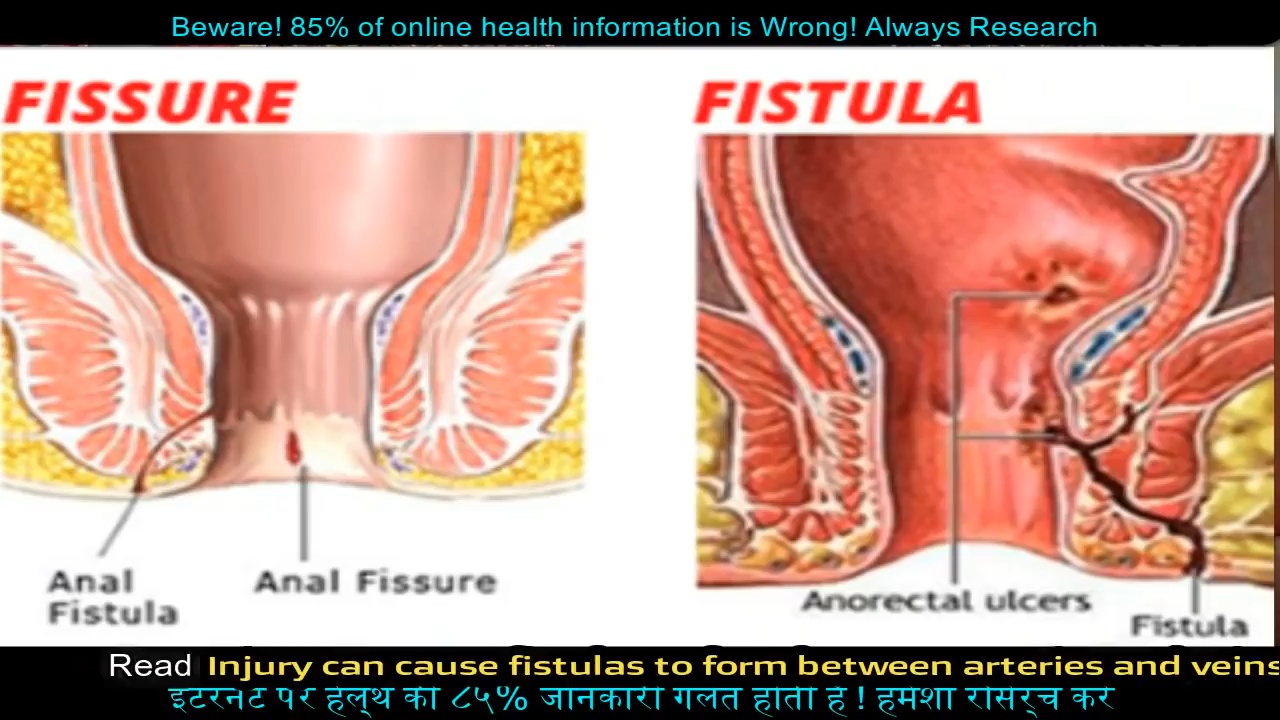 Beware! 85% of online health information is Wrong! Always Research
FISSURE
FISTULA
Anal Fistula
Anal Fissure
Anorectal ulcers
Fistula
Read Injury can cause fistulas to form between arteries and veins
इंटरनेट पर हेल्थ की ८५% जानकारी गलत होती है ! हमेशा रीसर्च करें